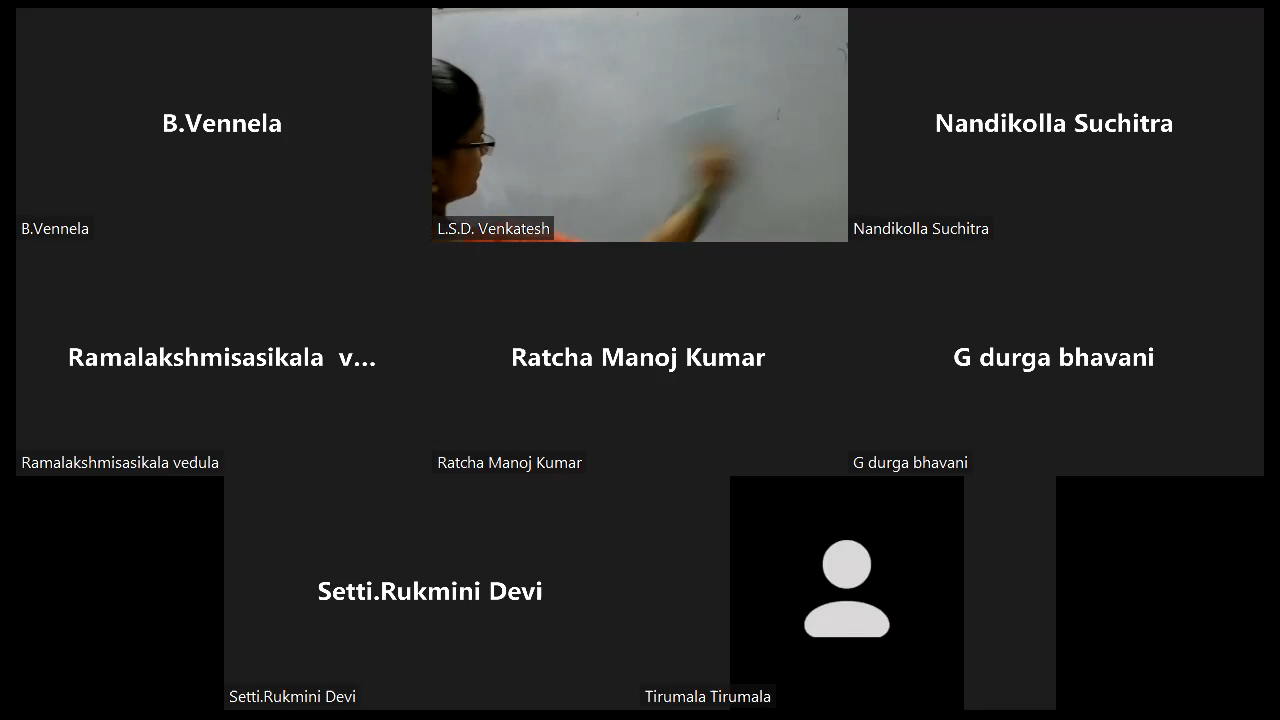 B.Vennela
B.Vennela
L.S.D. Venkatesh
Nandikolla Suchitra
Nandikolla Suchitra
Ramalakshmisasikala v...
Ramalakshmisasikala vedula
Ratcha Manoj Kumar
Ratcha Manoj Kumar
G durga bhavani
G durga bhavani
Setti.Rukmini Devi
Setti.Rukmini Devi
Tirumala Tirumala